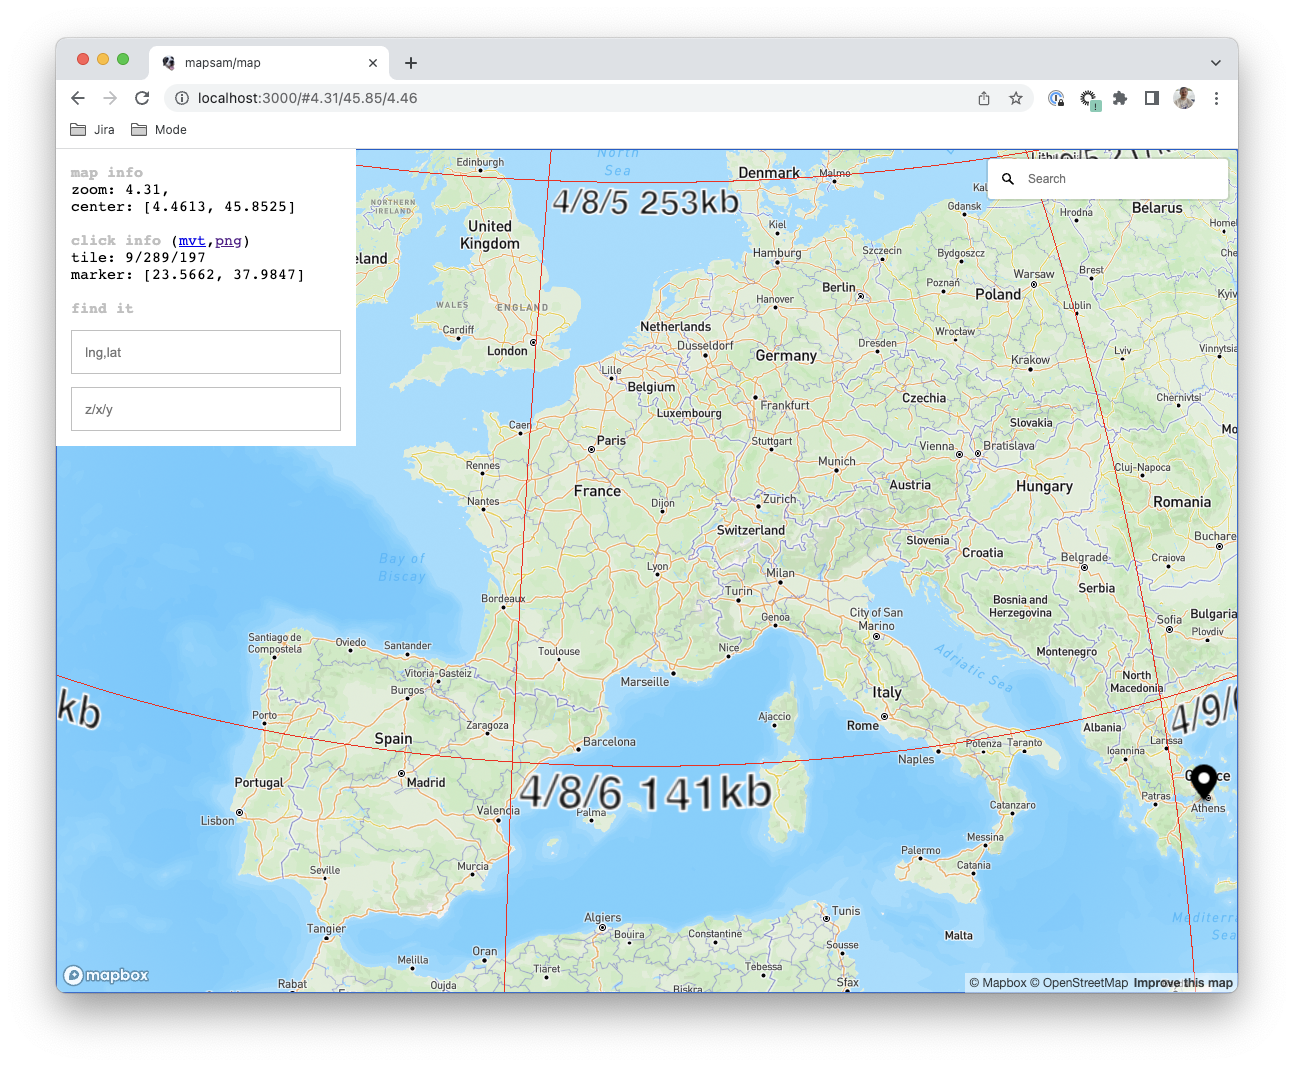 mapsam/map
localhost:3000/#4.31/45.85/4.46
Jira
Mode
map info
zoom: 4.31,
center: [4.4613, 45.8525]
click info (mvt,png)
tile: 9/289/197
marker: [23.5662, 37.9847]
find it
lng,lat
z/x/y
Search
North
Sea
Edinburgh
Denmark
Malmo
4/8/5 253kb
NORTHERN
IRELAND
United
Kingdom
Kiel
Hamburg
Szczecin
Gdansk
Hrodna
Belarus
Bydgoszcz
WALES
ENGLAND
Cardiff
London
Netherlands
Hanover
Berlin
Poznań
Warsaw
Poland
Brest
Lublin
Dusseldorf
Germany
Dresden
Wrocław
Krakow
Lviv
Lille
Belgium
Luxembourg
Frankfurt
Czechia
Slovakia
Chernivtsi
Caen
Paris
Stuttgart
Vienna
Bratislava
Rennes
Munich
Cluj-Napoca
Nantes
France
Dijon
Zurich
Austria
Hungary
Romania
Switzerland
Slovenia
Croatia
Bay of
Biscay
Lyon
Milan
Turin
Belgrade
Serbia
Craiova
Bordeaux
Genoa
City of San
Marino
Bosnia and
Herzegovina
Sofia
Plovdiv
Santiago de
Compostela
Oviedo
Santander
Toulouse
Nice
Marseille
Adriatic Sea
Montenegro
Vitoria-Gasteiz
Burgos
North
Macedonia
kb
Porto
Zaragoza
Ajaccio
Italy
Rome
Albania
Spain
Barcelona
Naples
Potenza
Taranto
Larissa
Ioannina
Portugal
Madrid
4/8/6 141kb
Lisbon
Valencia
Palma
Catanzaro
Patras
Athens
Seville
Murcia
Palermo
Messina
Catania
Tangier
Algiers
Bouira
Constantine
Tunis
Sousse
Malta
Melilla
Oran
Tiaret
Tebessa
Rabat
Oujda
Biskra
Sfax
mapbox
© Mapbox © OpenStreetMap Improve this map